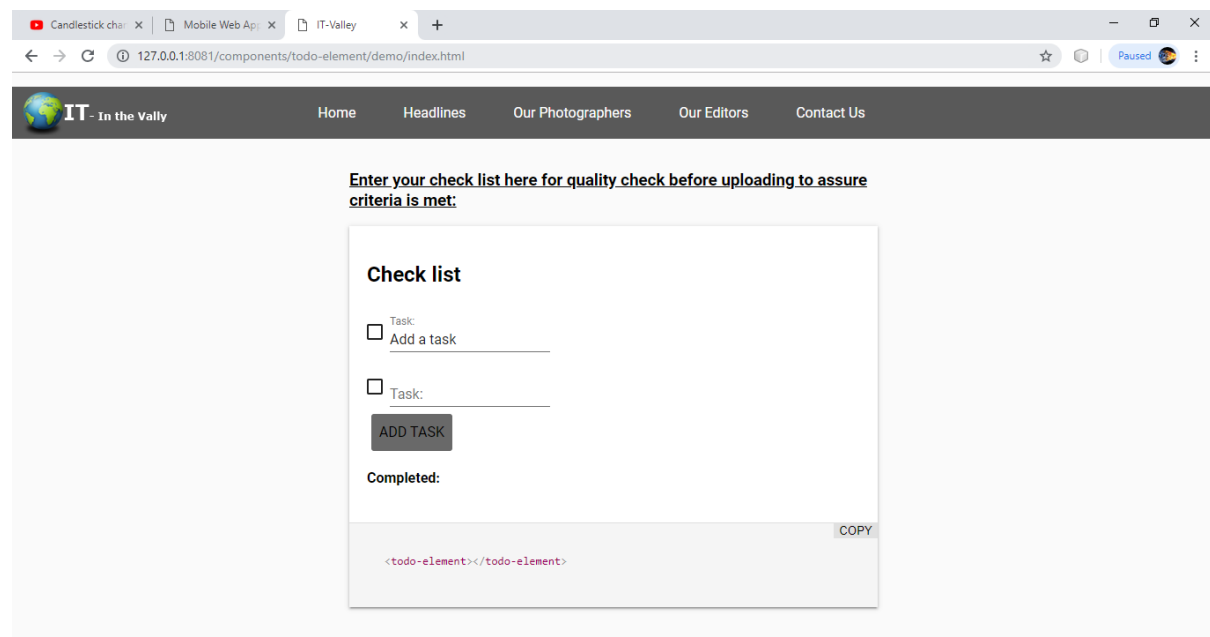 Candlestick char
Mobile Web App
IT-Valley
127.0.0.1:8081/components/todo-element/demo/index.html
Paused
IT - In the Vally
Home Headlines Our Photographers Our Editors Contact Us
Enter your check list here for quality check before uploading to assure
criteria is met:
Check list
Task:
Add a task
Task:
ADD TASK
Completed:
COPY
<todo-element></todo-element>